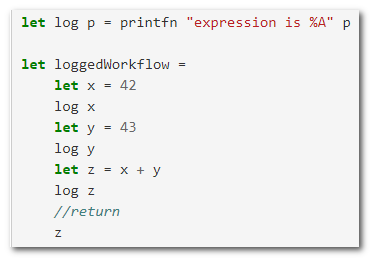 let log p = printfn "expression is %A" p
let loggedWorkflow =
    let x = 42
    log x
    let y = 43
    log y
    let z = x + y
    log z
    //return
    z